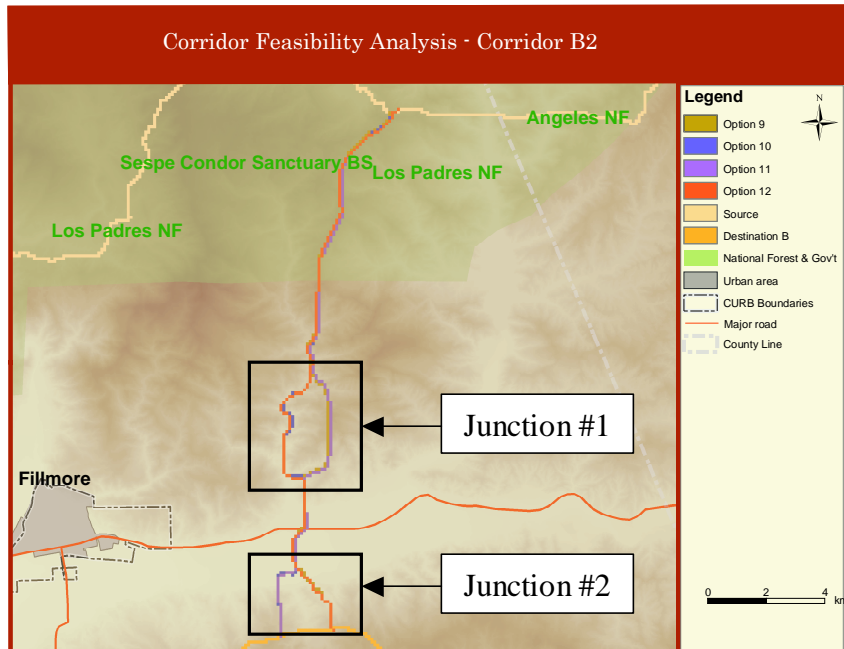 Corridor Feasibility Analysis - Corridor B2
Angeles NF
Sespe Condor Sanctuary BS
Los Padres NF
Los Padres NF
Junction #1
Fillmore
Junction #2
Legend
N
Option 9
Option 10
Option 11
Option 12
Source
Destination B
National Forest & Gov't
Urban area
CURB Boundaries
Major road
County Line
0 2 4
km